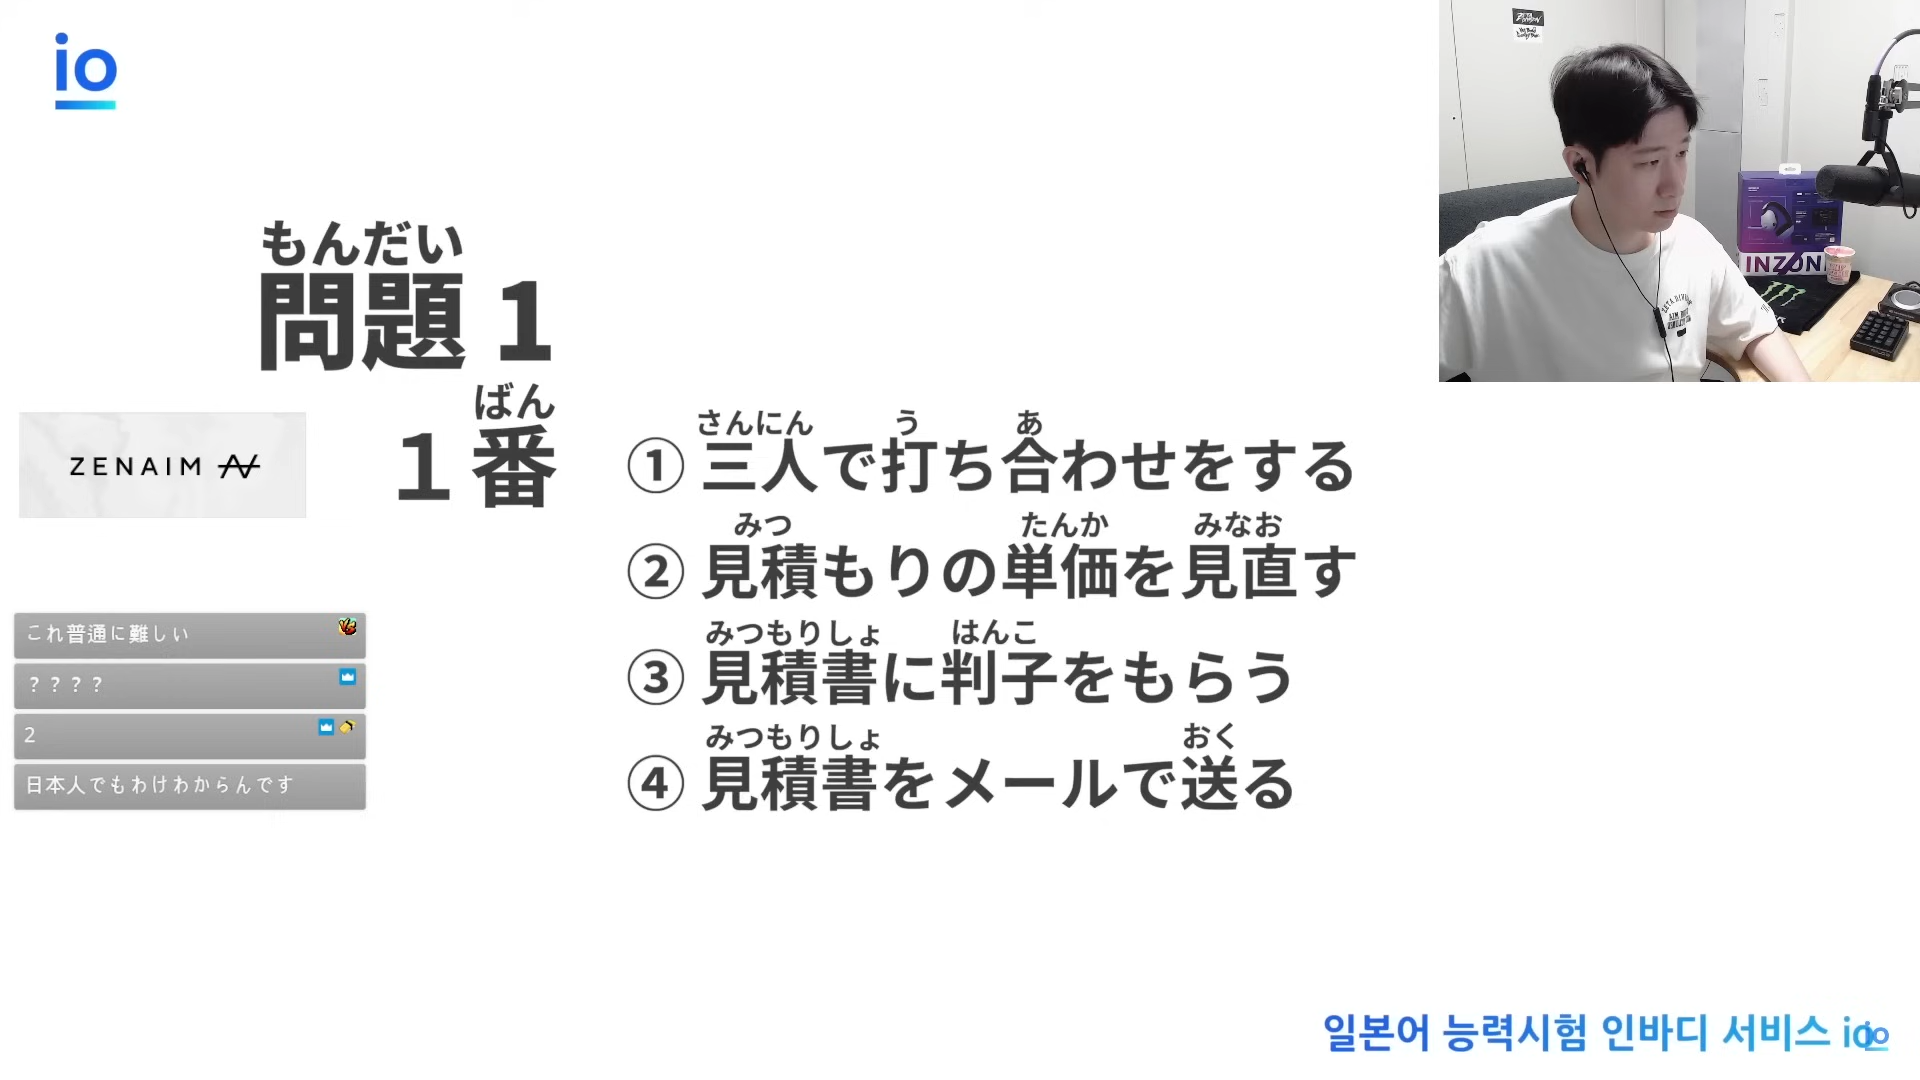 io
もんだい
問題 1
ばん
1 番
さんにん う あ
① 三人で打ち合わせをする
みつ たんか みなお
② 見積もりの単価を見直す
みつもりしょ はんこ
③ 見積書に判子をもらう
みつもりしょ おく
④ 見積書をメールで送る
ZENAIM
これ普通に難しい
？？？？
2
日本人でもわけわからんです
INZON
일본어 능력시험 인바디 서비스 io
io